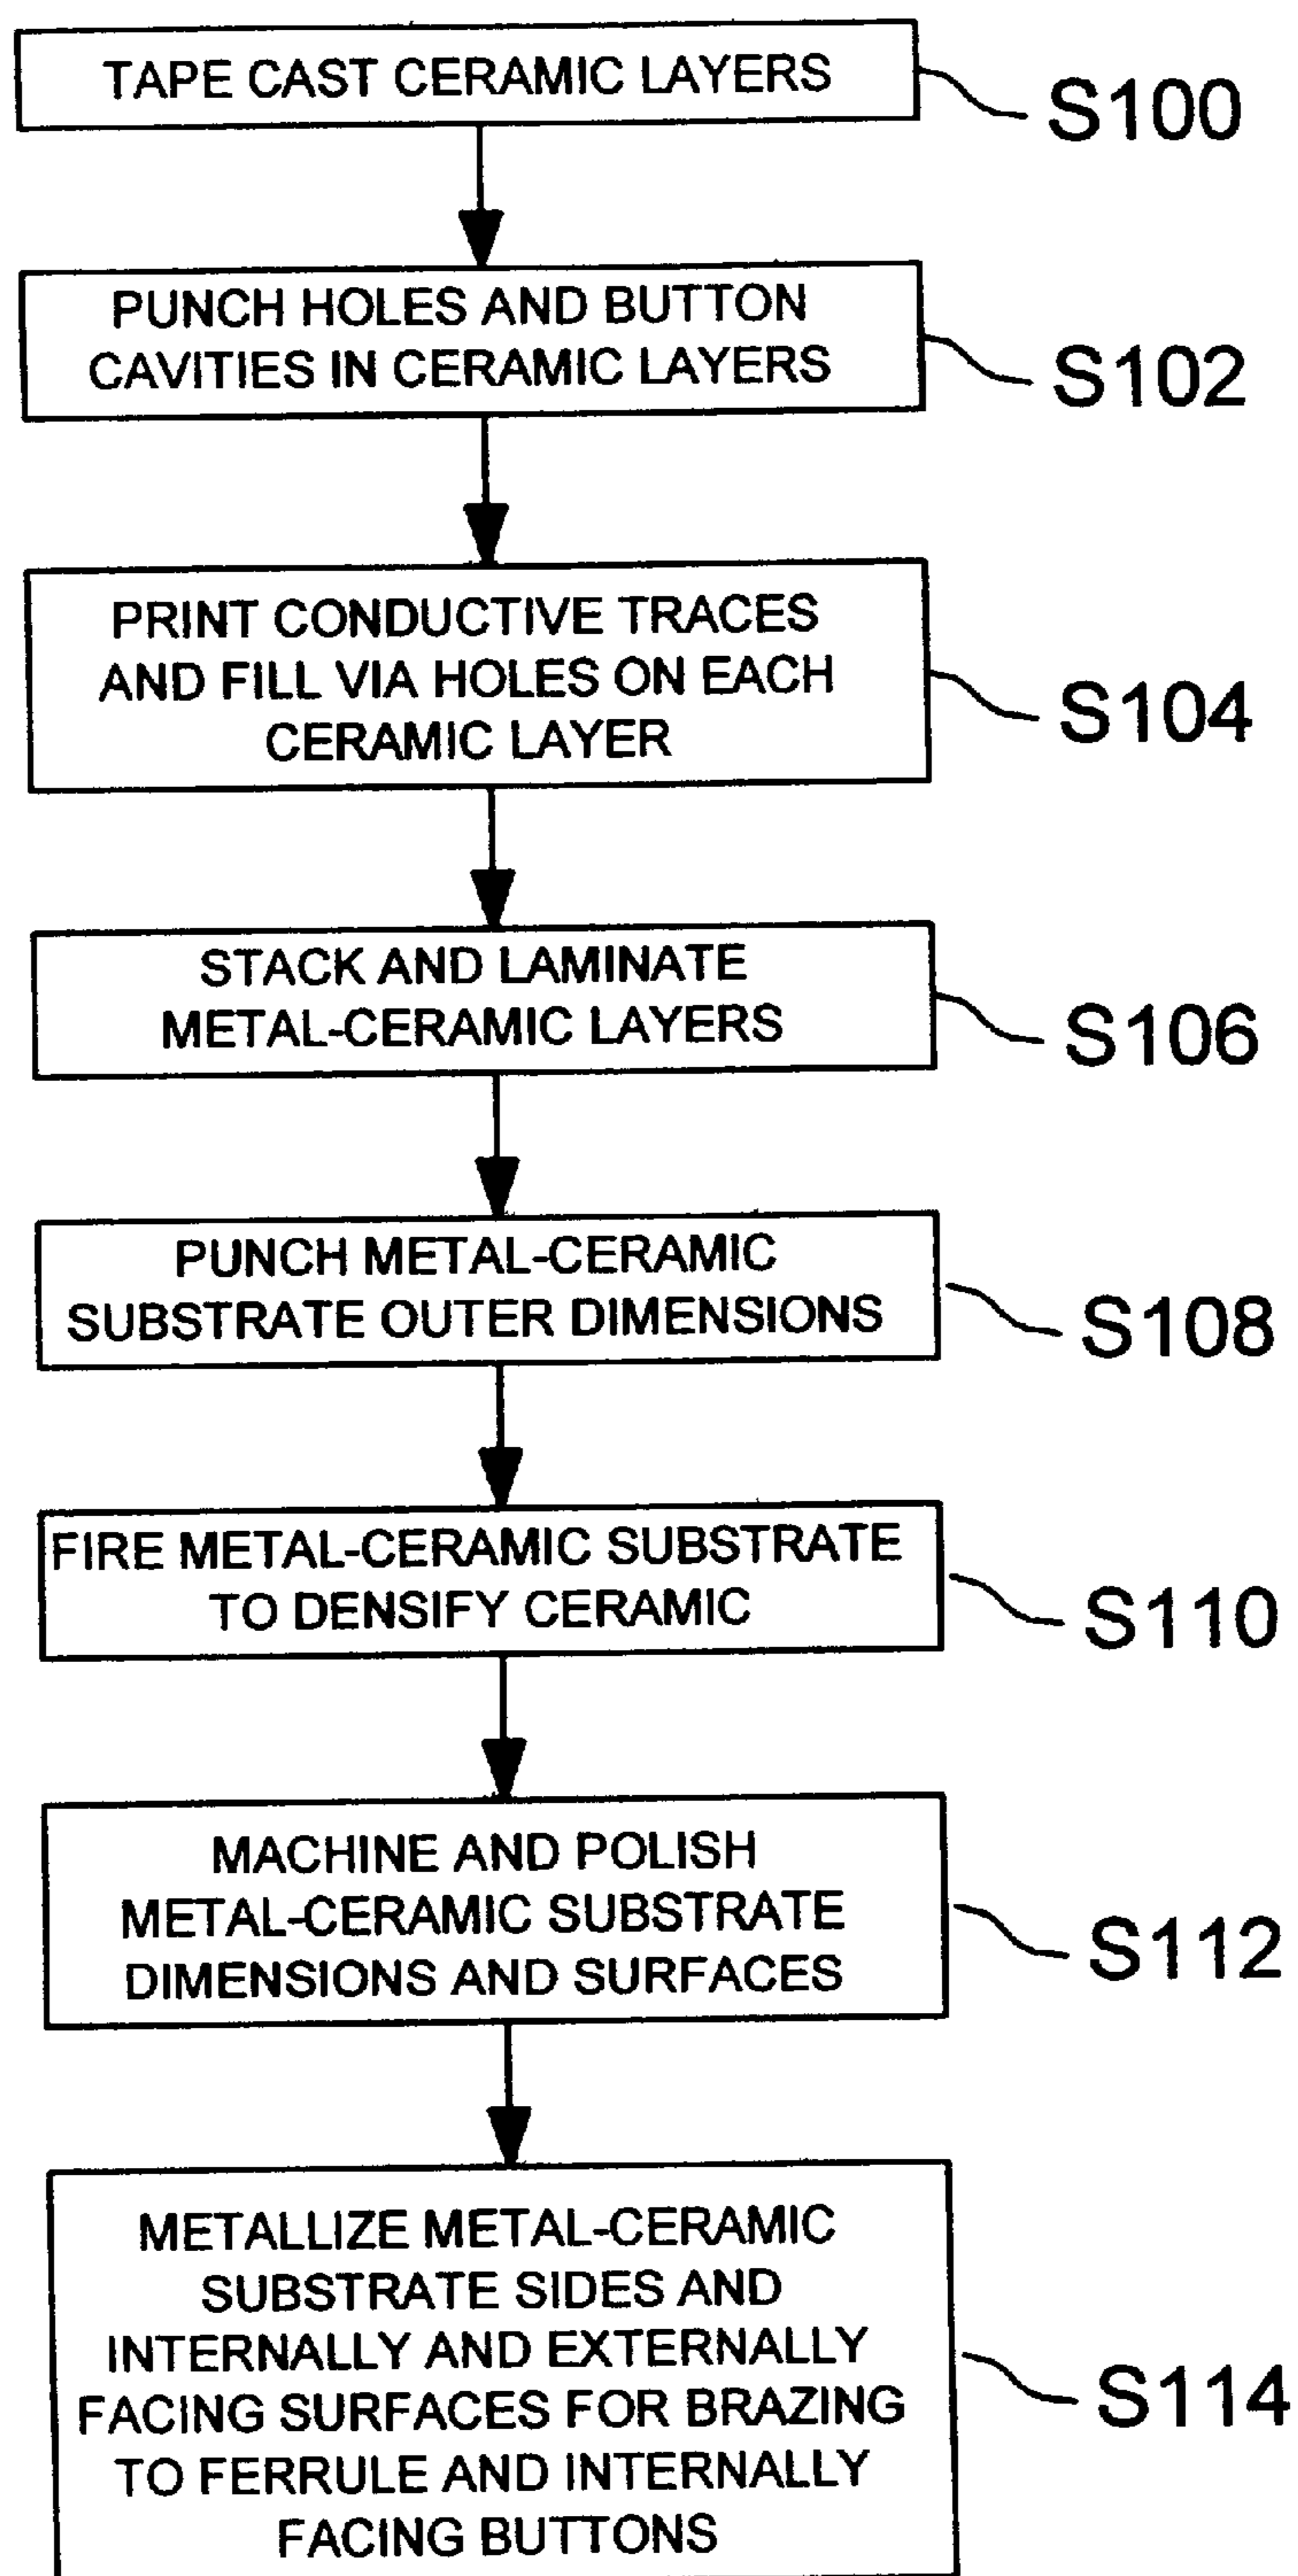 TAPE CAST CERAMIC LAYERS
S100
PUNCH HOLES AND BUTTON
CAVITIES IN CERAMIC LAYERS
S102
PRINT CONDUCTIVE TRACES
AND FILL VIA HOLES ON EACH
CERAMIC LAYER
S104
STACK AND LAMINATE
METAL-CERAMIC LAYERS
S106
PUNCH METAL-CERAMIC
SUBSTRATE OUTER DIMENSIONS
S108
FIRE METAL-CERAMIC SUBSTRATE
TO DENSIFY CERAMIC
S110
MACHINE AND POLISH
METAL-CERAMIC SUBSTRATE
DIMENSIONS AND SURFACES
S112
METALLIZE METAL-CERAMIC
SUBSTRATE SIDES AND
INTERNALLY AND EXTERNALLY
FACING SURFACES FOR BRAZING
TO FERRULE AND INTERNALLY
FACING BUTTONS
S114